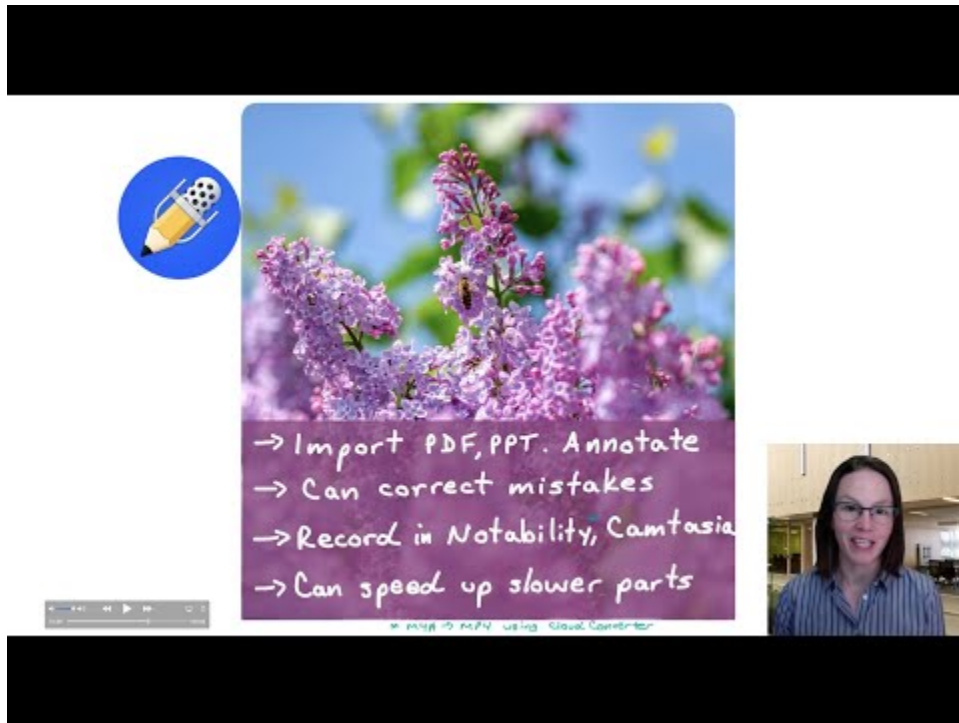 → Import PDF, PPT. Annotate
→ Can correct mistakes
→ Record in Notability, Camtasia
→ Can speed up slower parts
* M4A → MP4 using Cloud Converter